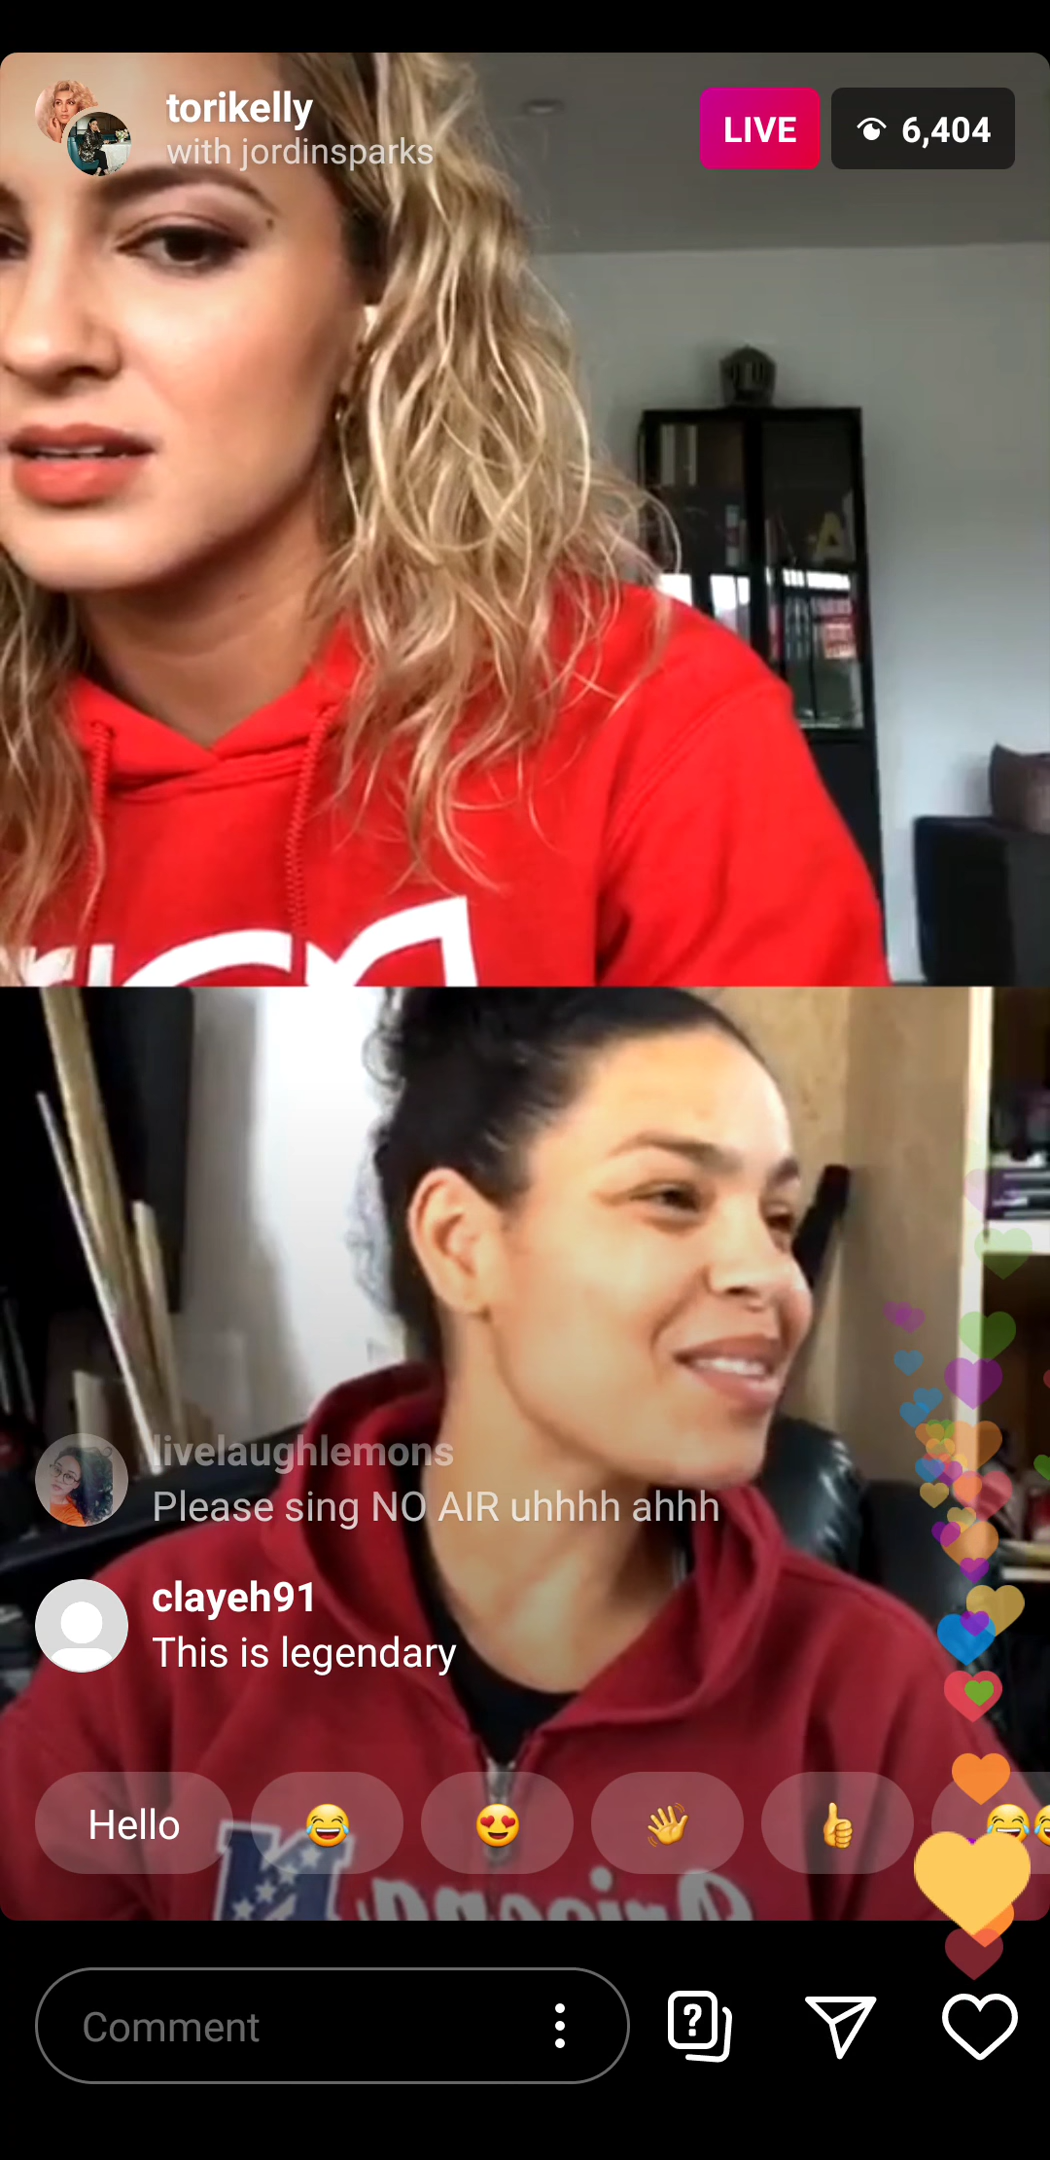 torikelly
with jordinsparks
LIVE
6,404
livelaughlemons
Please sing NO AIR uhhhh ahhh
clayeh91
This is legendary
Hello
Comment